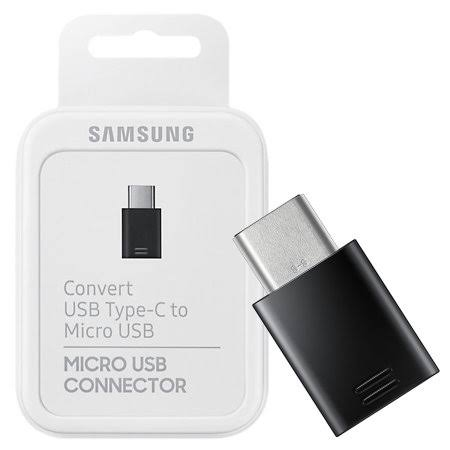 SAMSUNG
Convert
USB Type-C to
Micro USB
MICRO USB
CONNECTOR